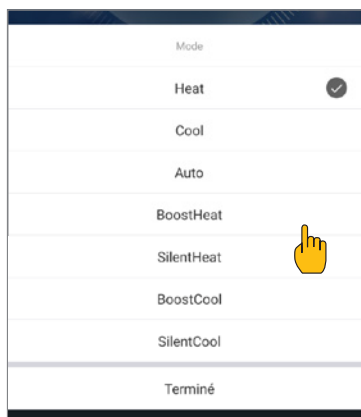 Mode
Heat
Cool
Auto
BoostHeat
SilentHeat
BoostCool
SilentCool
Terminé